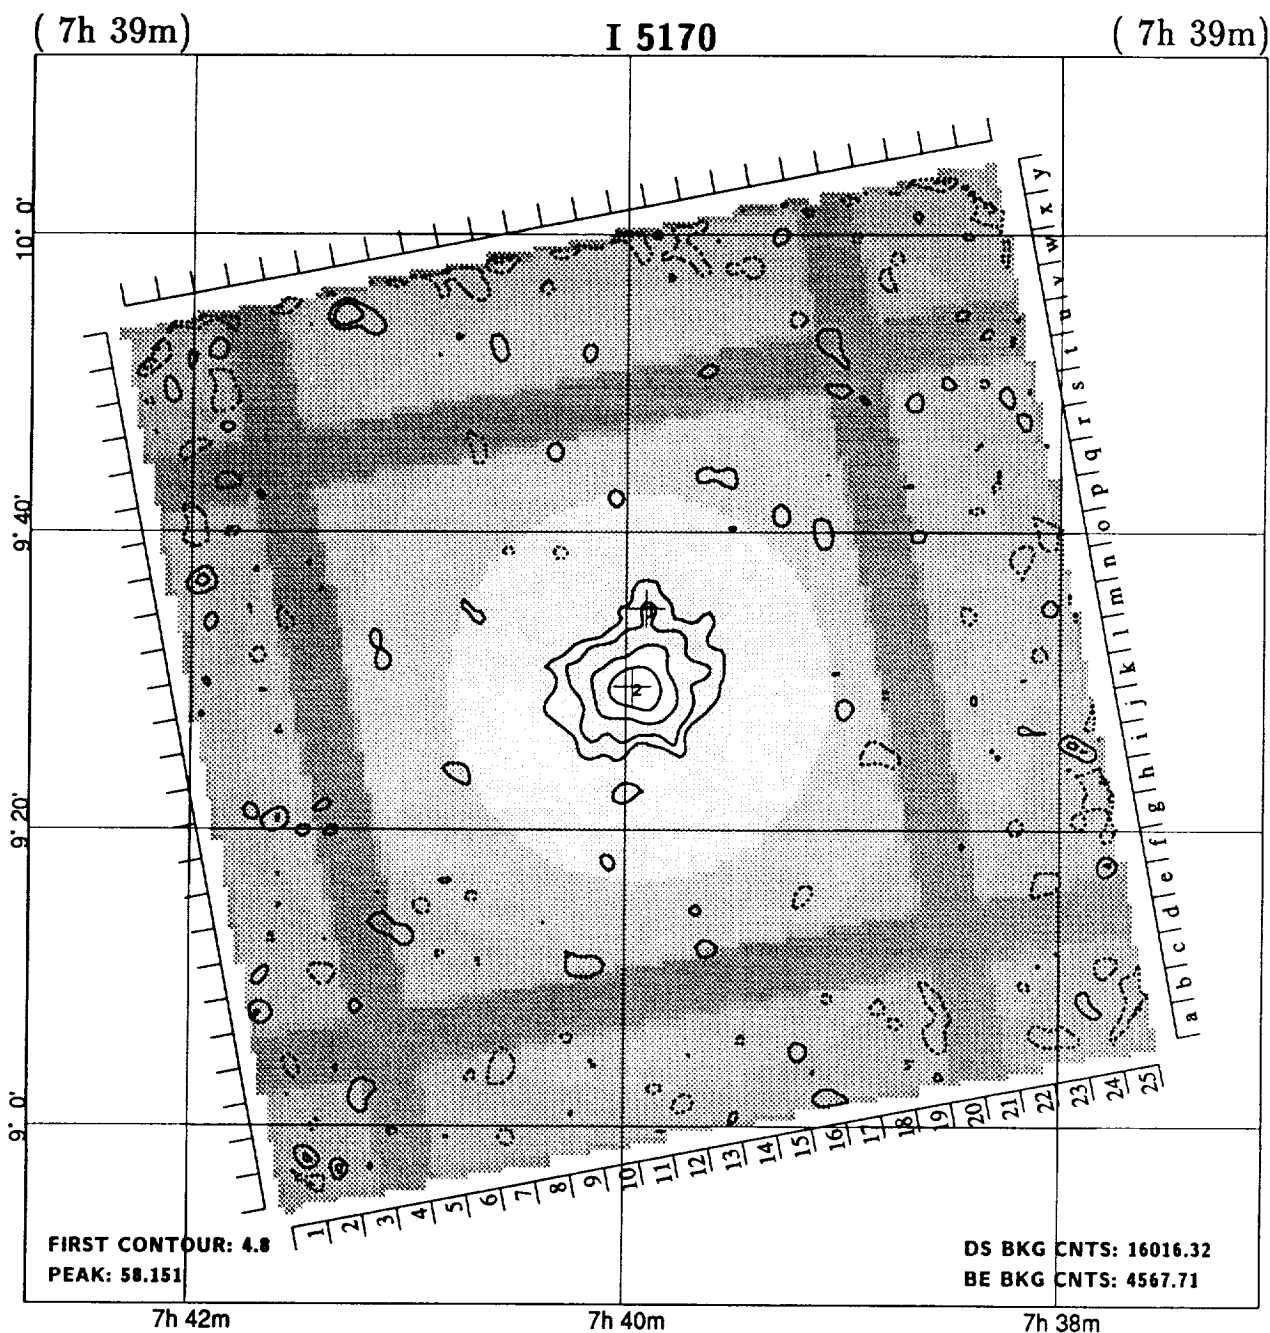 ( 7h 39m)
I 5170
( 7h 39m)
10° 0'
9° 40'
9° 20'
9° 0'
y
x
w
v
u
t
s
r
q
p
o
n
m
l
k
j
i
h
g
f
e
d
c
b
a
1
2
1 2 3 4 5 6 7 8 9 10 11 12 13 14 15 16 17 18 19 20 21 22 23 24 25
FIRST CONTOUR: 4.8
PEAK: 58.151
DS BKG CNTS: 16016.32
BE BKG CNTS: 4567.71
7h 42m
7h 40m
7h 38m